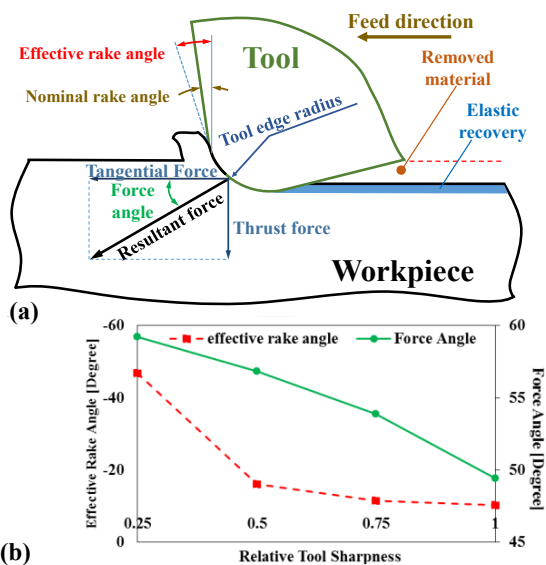 Feed direction
Effective rake angle
Tool
Removed
material
Nominal rake angle
Tool edge radius
Elastic
recovery
Tangential Force
Force
angle
Resultant force
Thrust force
Workpiece
(a)
-60
60
effective rake angle
Force Angle
-40
55
-20
50
0
45
0.25
0.5
0.75
1
Effective Rake Angle [Degree]
Force Angle
[Degree]
Relative Tool Sharpness
(b)